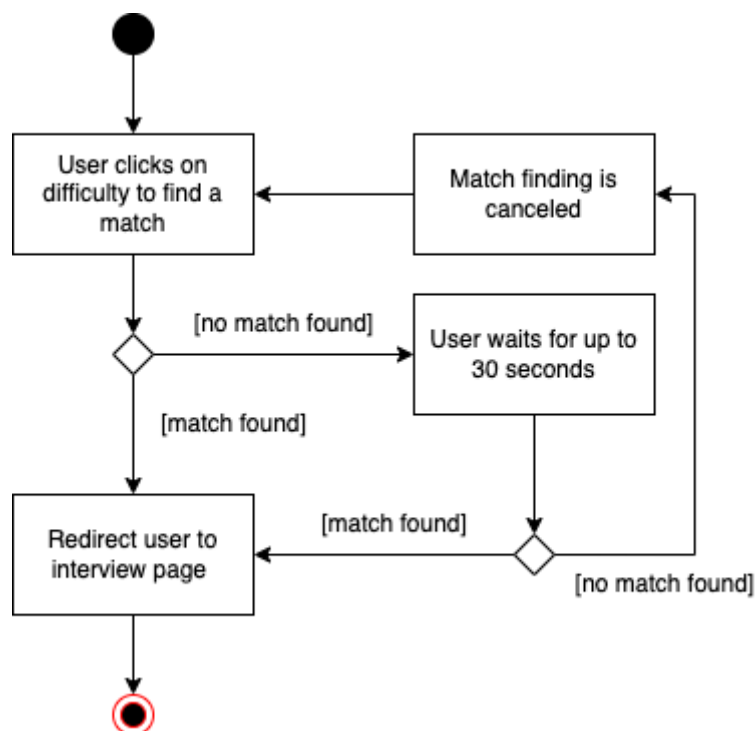 User clicks on
difficulty to find a
match
Match finding is
canceled
[no match found]
User waits for up to
30 seconds
[match found]
Redirect user to
interview page
[match found]
[no match found]